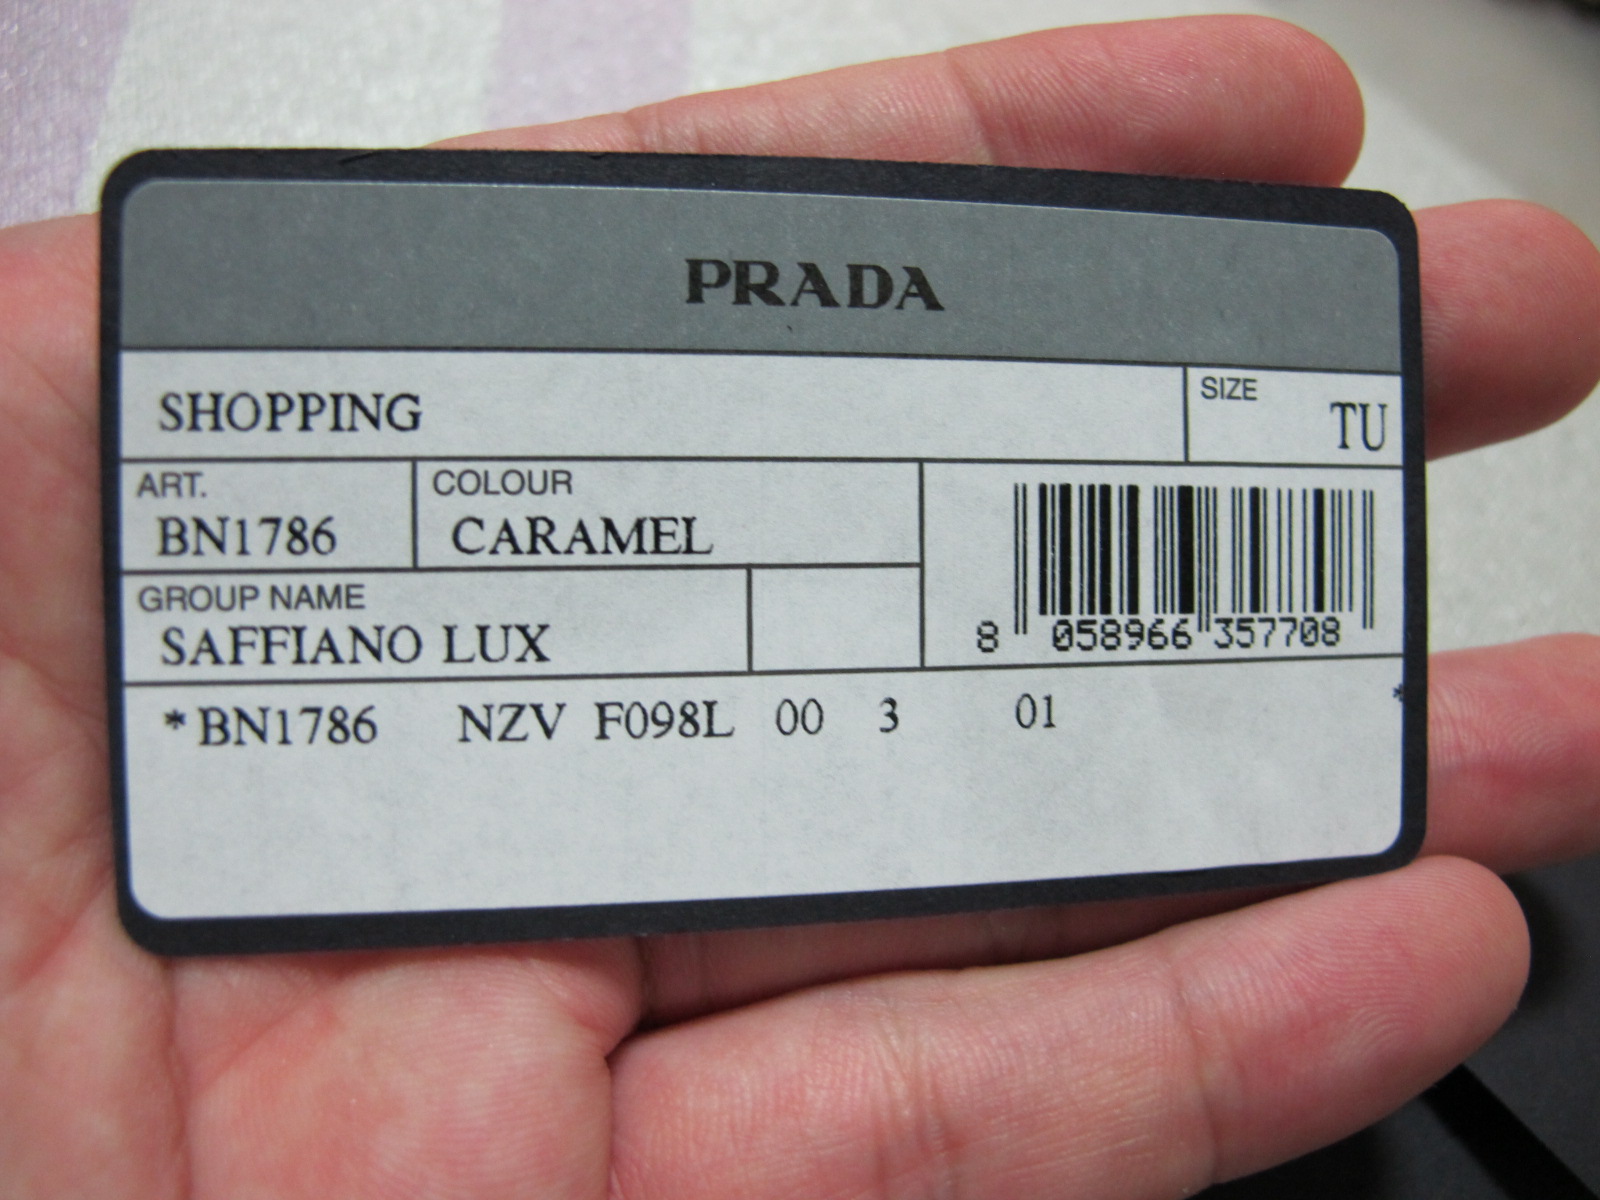 PRADA
SHOPPING
SIZE
TU
ART.
BN1786
COLOUR
CARAMEL
GROUP NAME
SAFFIANO LUX
8 058966 357708
*BN1786 NZV F098L 00 3 01 *